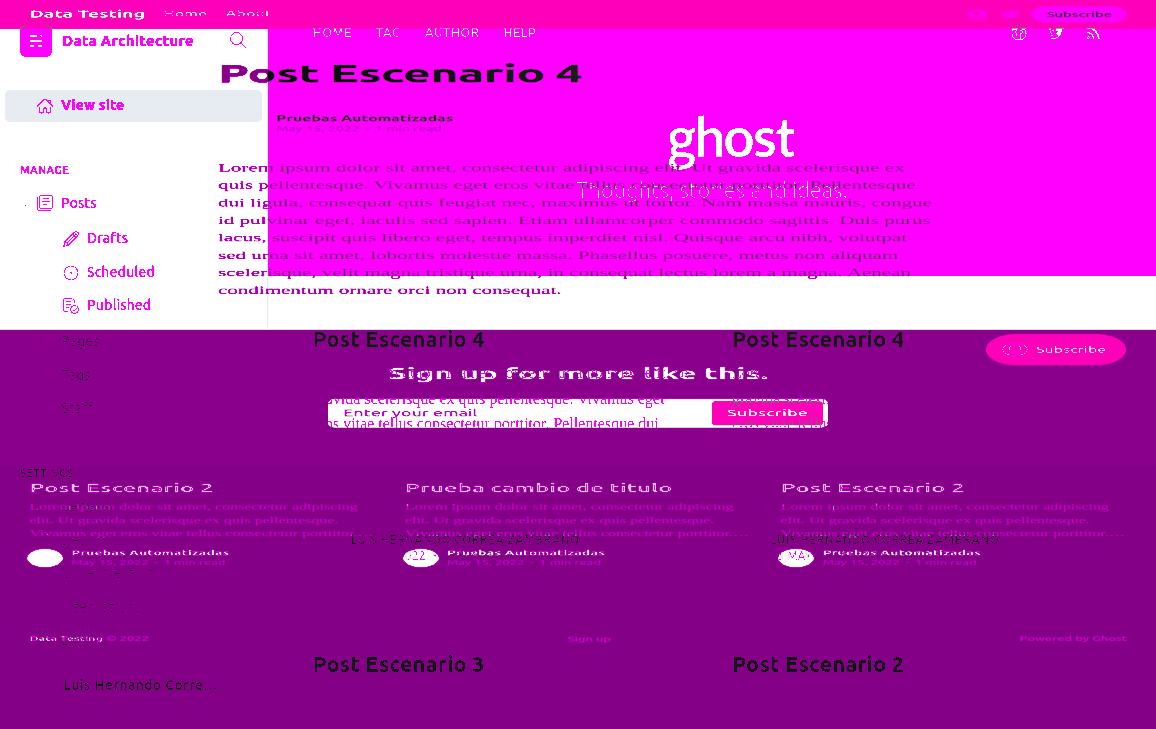 Data Testing Home About Subscribe
Data Architecture
HOME TAG AUTHOR HELP
Post Escenario 4
View site
Pruebas Automatizadas
May 15, 2022 • 1 min read
ghost
Thoughts, stories and ideas.
MANAGE
Lorem ipsum dolor sit amet, consectetur adipiscing elit. Ut gravida scelerisque ex
quis pellentesque. Vivamus eget eros vitae tellus consectetur porttitor. Pellentesque
dui ligula, consequat quis feugiat nec, maximus ut tortor. Nam massa mauris, congue
id pulvinar eget, iaculis sed sapien. Etiam ullamcorper commodo sagittis. Duis purus
lacus, suscipit quis libero eget, tempus imperdiet nisl. Quisque arcu nibh, volutpat
sed urna sit amet, lobortis molestie massa. Phasellus posuere, metus non aliquam
scelerisque, velit magna tristique urna, in consequat lectus lorem a magna. Aenean
condimentum ornare orci non consequat.
Posts
Drafts
Scheduled
Published
Pages
Tags
Staff
Post Escenario 4 Post Escenario 4
Subscribe
Sign up for more like this.
scelerisque ex quis pellentesque. Vivamus eget
Enter your email Subscribe
vitae tellus consectetur porttitor. Pellentesque dui
SETTINGS
Post Escenario 2 Prueba cambio de titulo Post Escenario 2
Lorem ipsum dolor sit amet, consectetur adipiscing Lorem ipsum dolor sit amet, consectetur adipiscing Lorem ipsum dolor sit amet, consectetur adipiscing
elit. Ut gravida scelerisque ex quis pellentesque. elit. Ut gravida scelerisque ex quis pellentesque. elit. Ut gravida scelerisque ex quis pellentesque.
Vivamus eget eros vitae tellus consectetur porttitor.… Vivamus eget eros vitae tellus consectetur porttitor.… Vivamus eget eros vitae tellus consectetur porttitor.…
LUIS HERNANDO CORREA ZAMBRANO LUIS HERNANDO CORREA ZAMBRANO
Pruebas Automatizadas Pruebas Automatizadas Pruebas Automatizadas
May 15, 2022 • 1 min read May 15, 2022 • 1 min read May 15, 2022 • 1 min read
Data Testing © 2022 Sign up Powered by Ghost
Post Escenario 3 Post Escenario 2
Luis Hernando Corre…